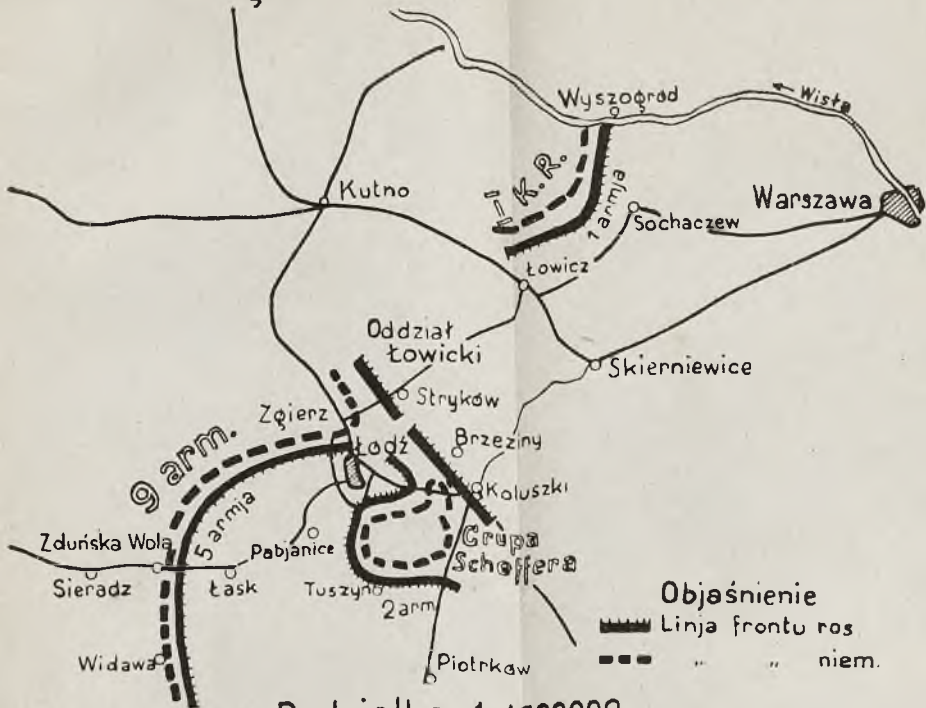 Wyszogród
← Wisła
I K.R.
Kutno
1 armja
Sochaczew
Warszawa
Łowicz
Oddział
Łowicki
Skierniewice
Stryków
Zgierz
9 arm.
Łodź
Brzeziny
Koluszki
5 armja
Grupa
Scheffera
Zduńska Wola
Pabjanice
Sieradz
Łask
Tuszyn
2 arm
Widawa
Piotrków
Objaśnienie
Linja frontu ros
" " niem.